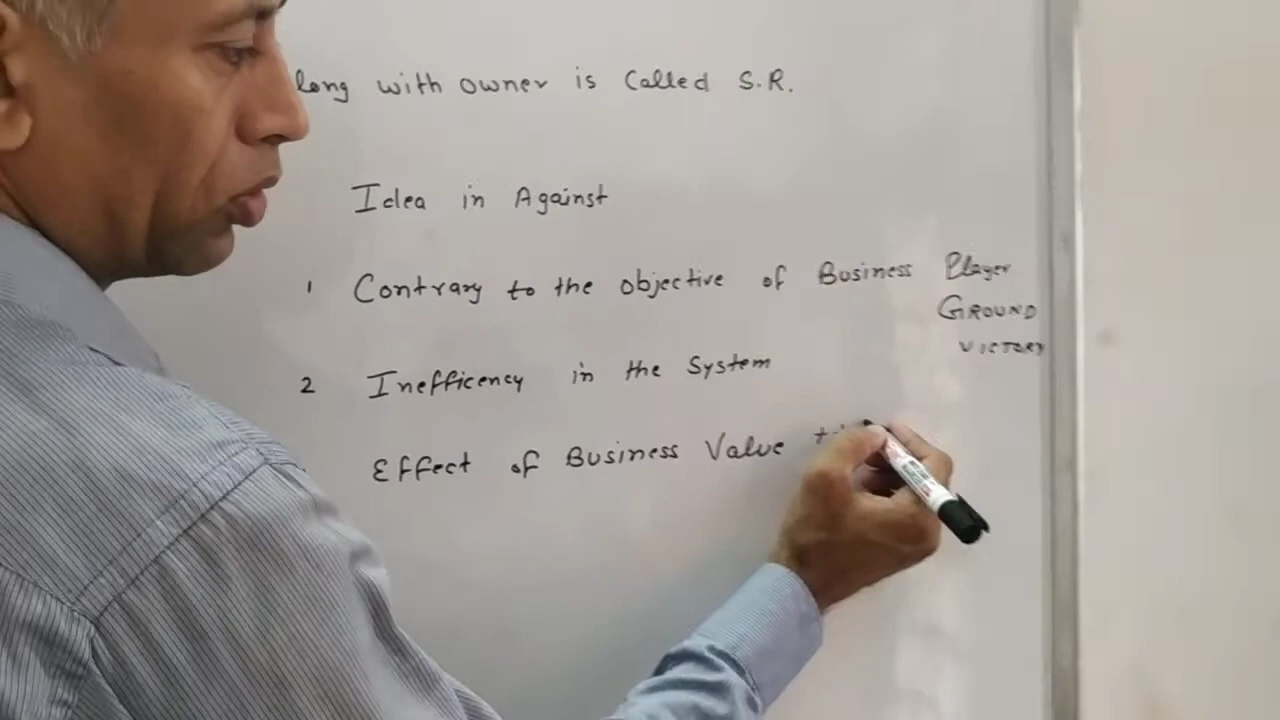 long with owner is Called S.R.
Idea in Against
1 Contrary to the objective of Business Player
GROUND
VICTORY
2 Inefficency in the System
Effect of Business Value